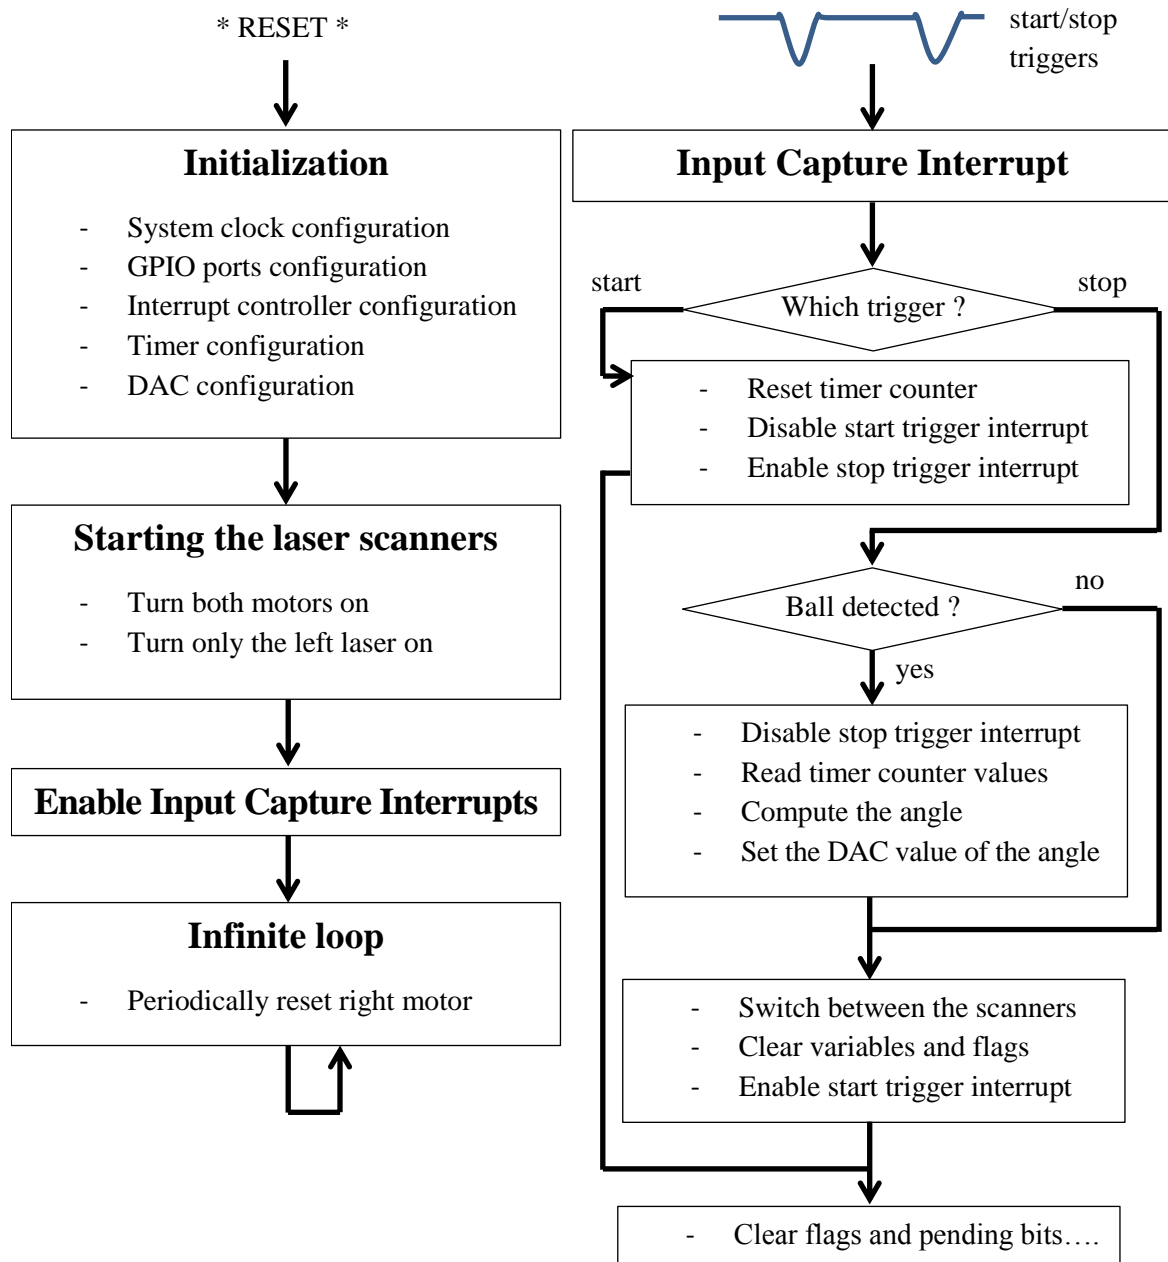 * RESET *
Initialization
- System clock configuration
- GPIO ports configuration
- Interrupt controller configuration
- Timer configuration
- DAC configuration
Starting the laser scanners
- Turn both motors on
- Turn only the left laser on
Enable Input Capture Interrupts
Infinite loop
- Periodically reset right motor
start/stop
triggers
Input Capture Interrupt
start
Which trigger ?
stop
- Reset timer counter
- Disable start trigger interrupt
- Enable stop trigger interrupt
Ball detected ?
no
yes
- Disable stop trigger interrupt
- Read timer counter values
- Compute the angle
- Set the DAC value of the angle
- Switch between the scanners
- Clear variables and flags
- Enable start trigger interrupt
- Clear flags and pending bits….